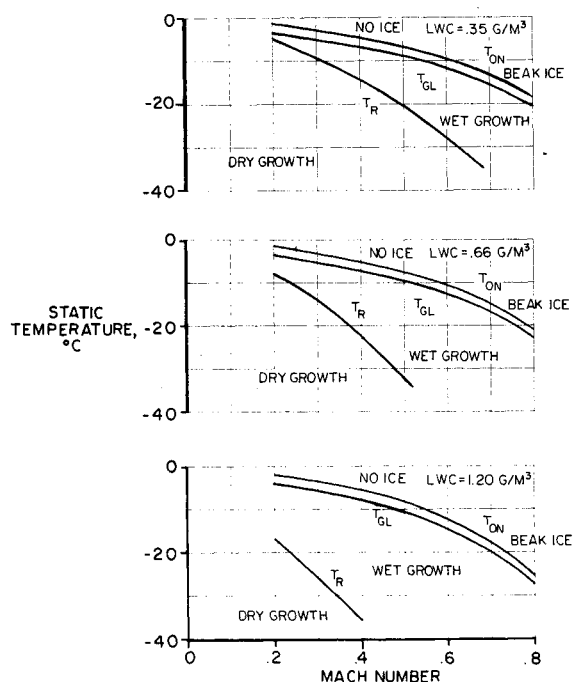 0
NO ICE LWC = .35 G/M³
T_ON
BEAK ICE
T_GL
-20
T_R
WET GROWTH
DRY GROWTH
-40
0
NO ICE LWC = .66 G/M³
T_ON
BEAK ICE
T_GL
T_R
-20
WET GROWTH
DRY GROWTH
-40
STATIC
TEMPERATURE,
°C
0
NO ICE LWC = 1.20 G/M³
T_GL
T_ON
BEAK ICE
-20
WET GROWTH
T_R
DRY GROWTH
-40
0 .2 .4 .6 .8
MACH NUMBER